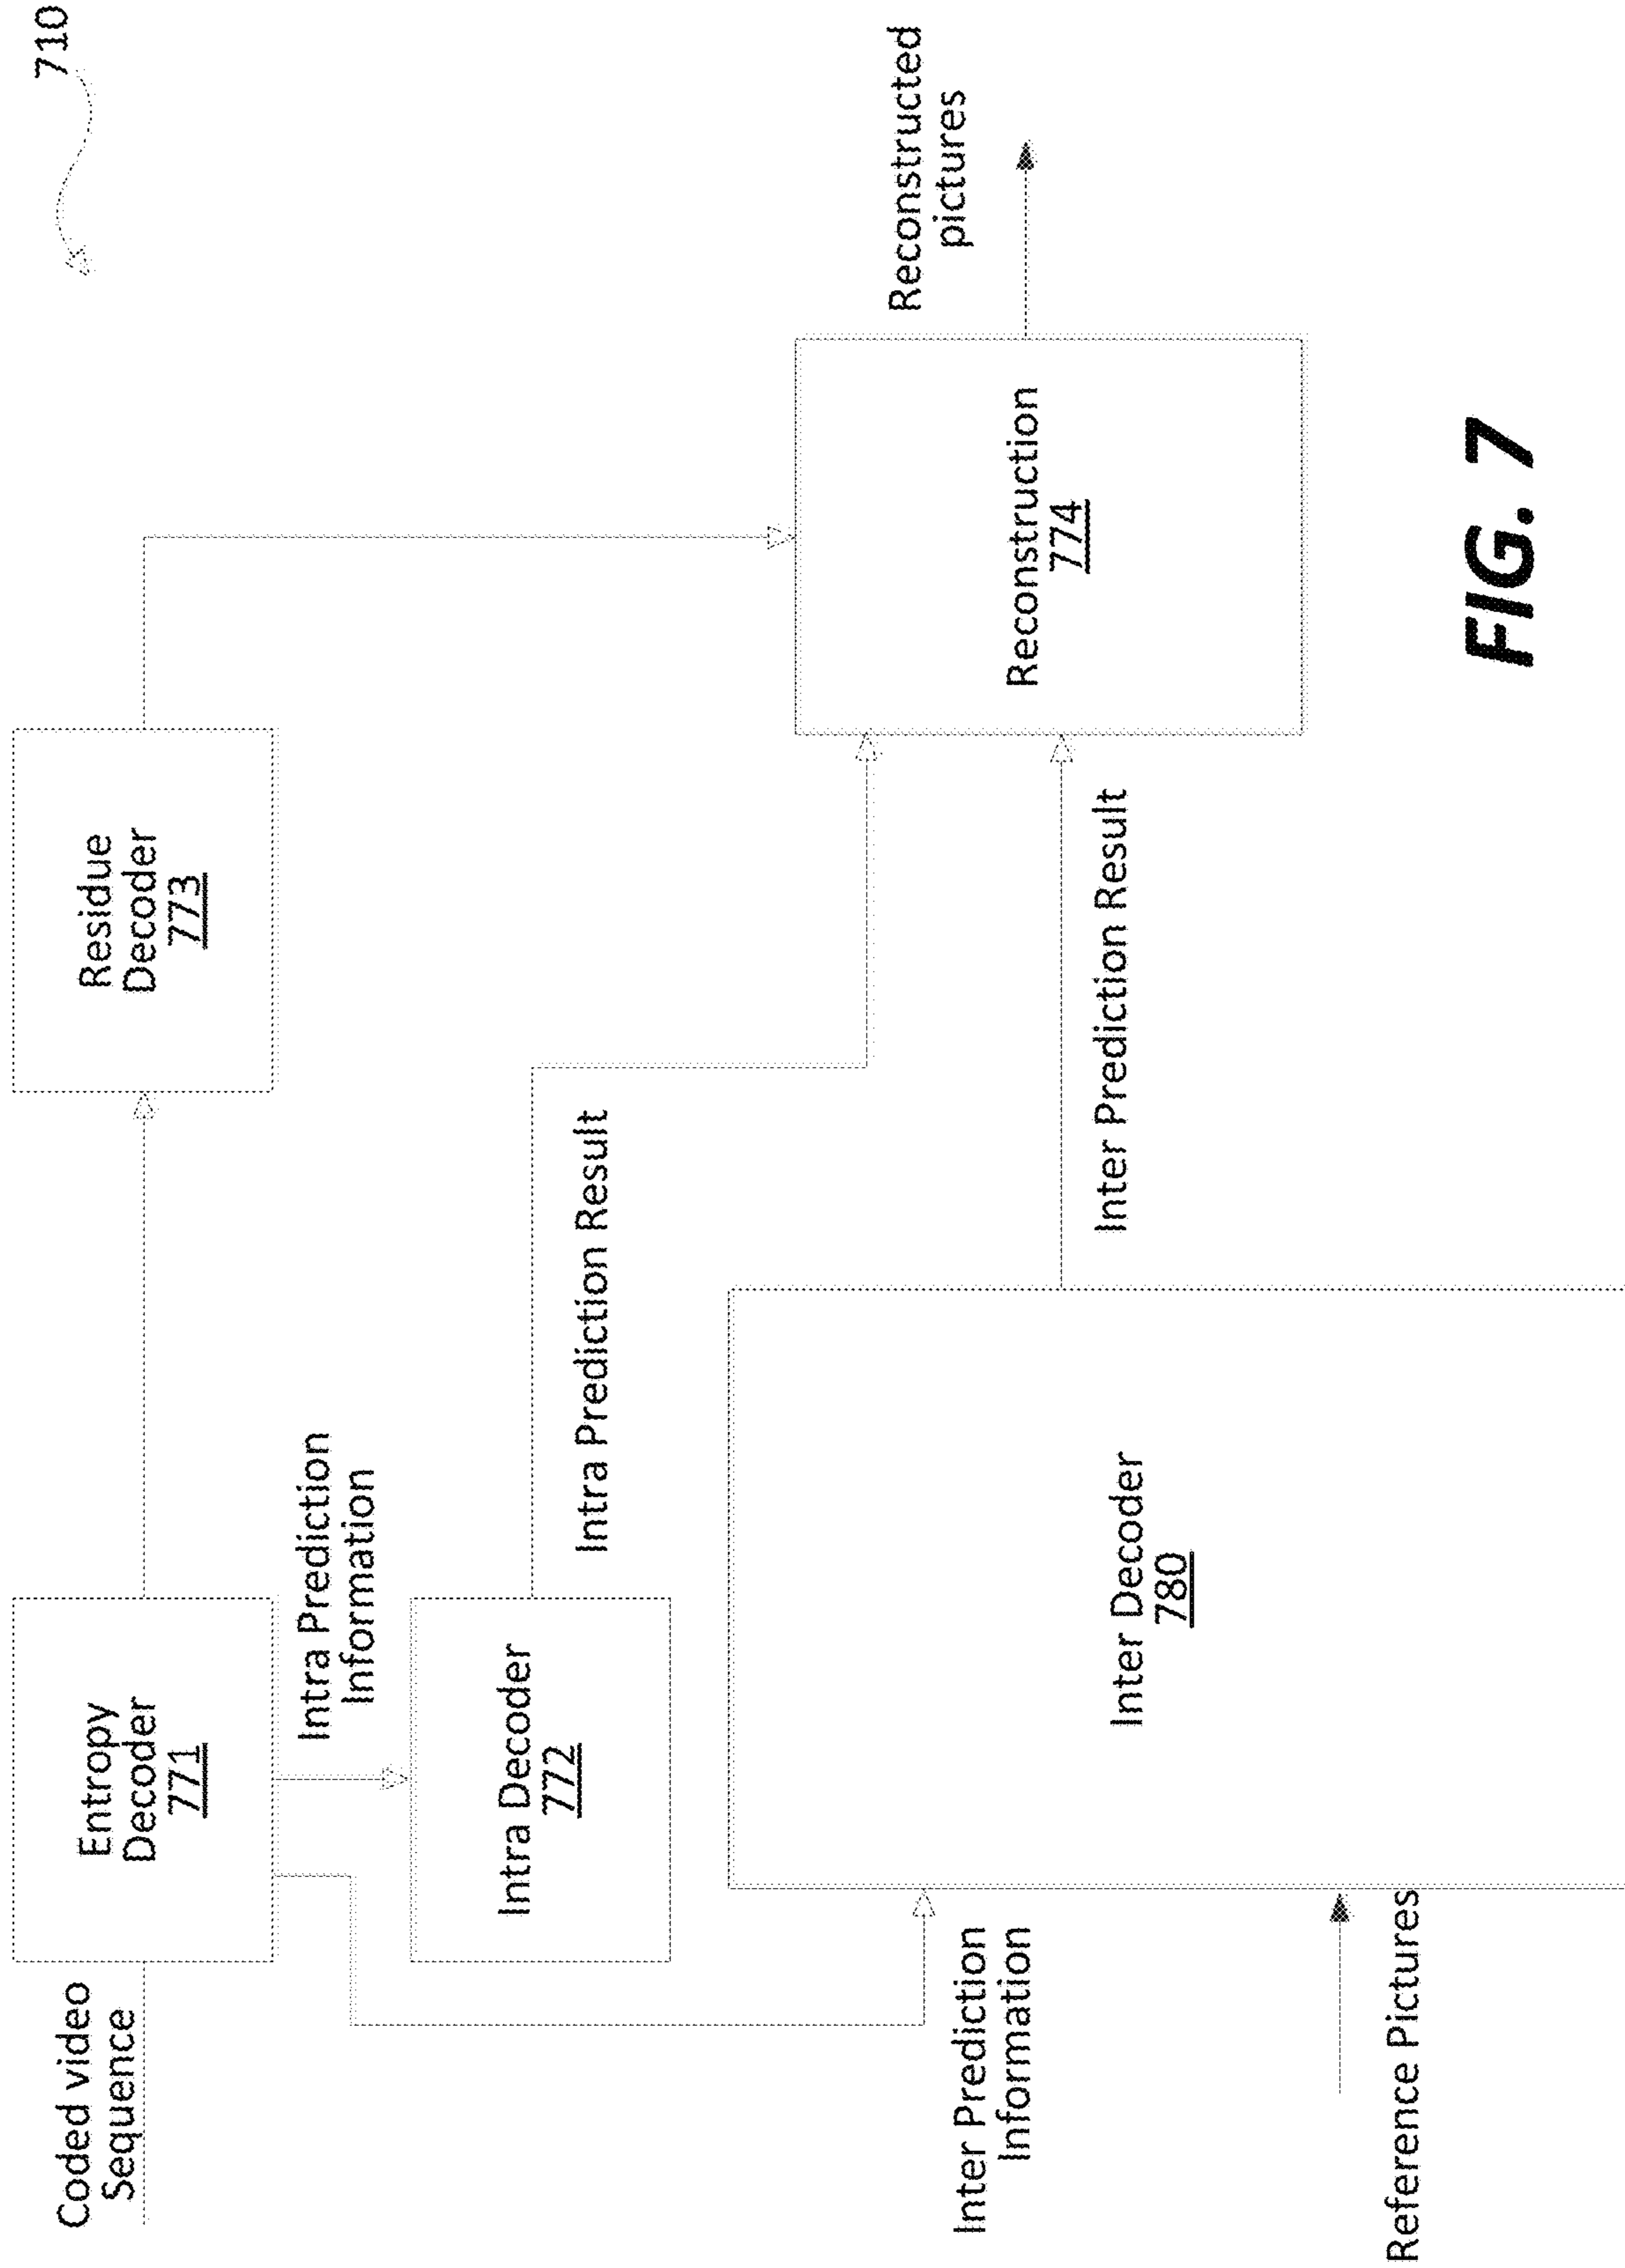 710
Coded video
Sequence
Entropy
Decoder
771
Residue
Decoder
773
Intra Prediction
Information
Intra Decoder
772
Intra Prediction Result
Reconstructed
pictures
Reconstruction
774
Inter Prediction
Information
Inter Decoder
780
Inter Prediction Result
Reference Pictures
FIG. 7